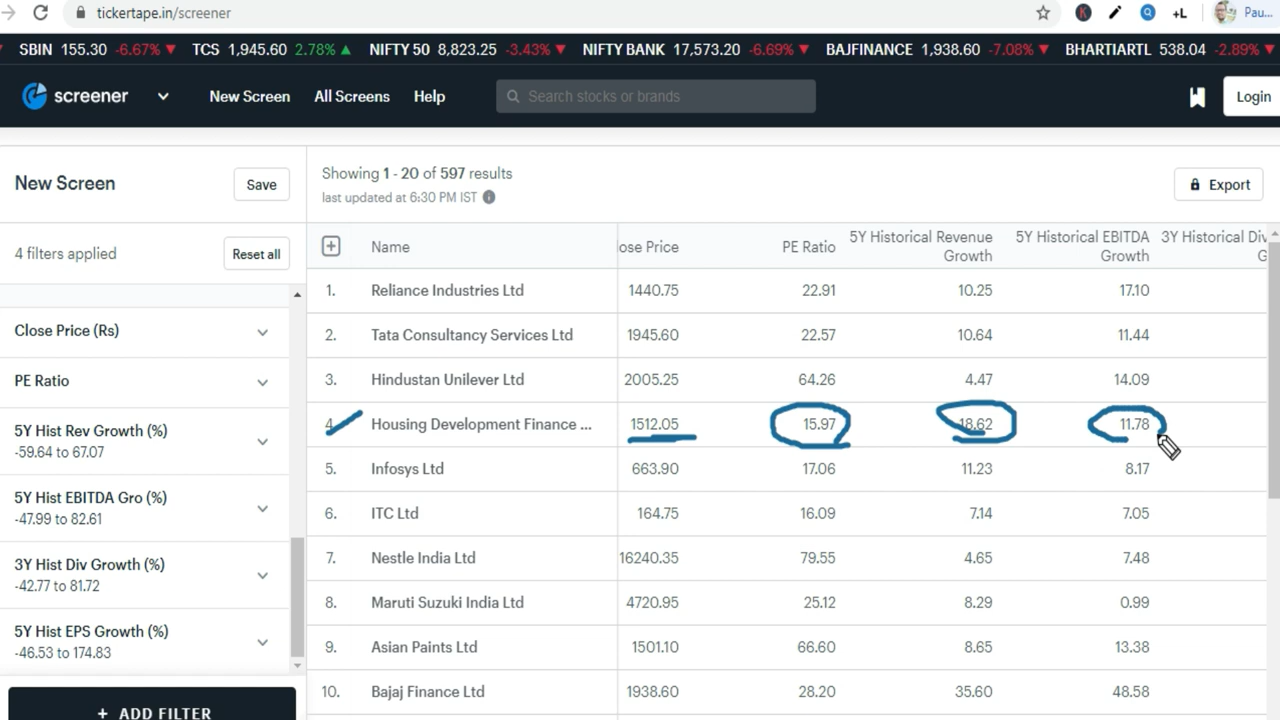 tickertape.in/screener Pau...
SBIN 155.30 -6.67% TCS 1,945.60 2.78% NIFTY 50 8,823.25 -3.43% NIFTY BANK 17,573.20 -6.69% BAJFINANCE 1,938.60 -7.08% BHARTIARTL 538.04 -2.89%
screener New Screen All Screens Help Search stocks or brands Login
New Screen Save
Showing 1 - 20 of 597 results
last updated at 6:30 PM IST
Export
4 filters applied Reset all
Close Price (Rs)
PE Ratio
5Y Hist Rev Growth (%)
-59.64 to 67.07
5Y Hist EBITDA Gro (%)
-47.99 to 82.61
3Y Hist Div Growth (%)
-42.77 to 81.72
5Y Hist EPS Growth (%)
-46.53 to 174.83
+ ADD FILTER
Name ose Price PE Ratio 5Y Historical Revenue Growth 5Y Historical EBITDA Growth 3Y Historical Div G
1. Reliance Industries Ltd 1440.75 22.91 10.25 17.10
2. Tata Consultancy Services Ltd 1945.60 22.57 10.64 11.44
3. Hindustan Unilever Ltd 2005.25 64.26 4.47 14.09
4 Housing Development Finance ... 1512.05 15.97 18.62 11.78
5. Infosys Ltd 663.90 17.06 11.23 8.17
6. ITC Ltd 164.75 16.09 7.14 7.05
7. Nestle India Ltd 16240.35 79.55 4.65 7.48
8. Maruti Suzuki India Ltd 4720.95 25.12 8.29 0.99
9. Asian Paints Ltd 1501.10 66.60 8.65 13.38
10. Bajaj Finance Ltd 1938.60 28.20 35.60 48.58